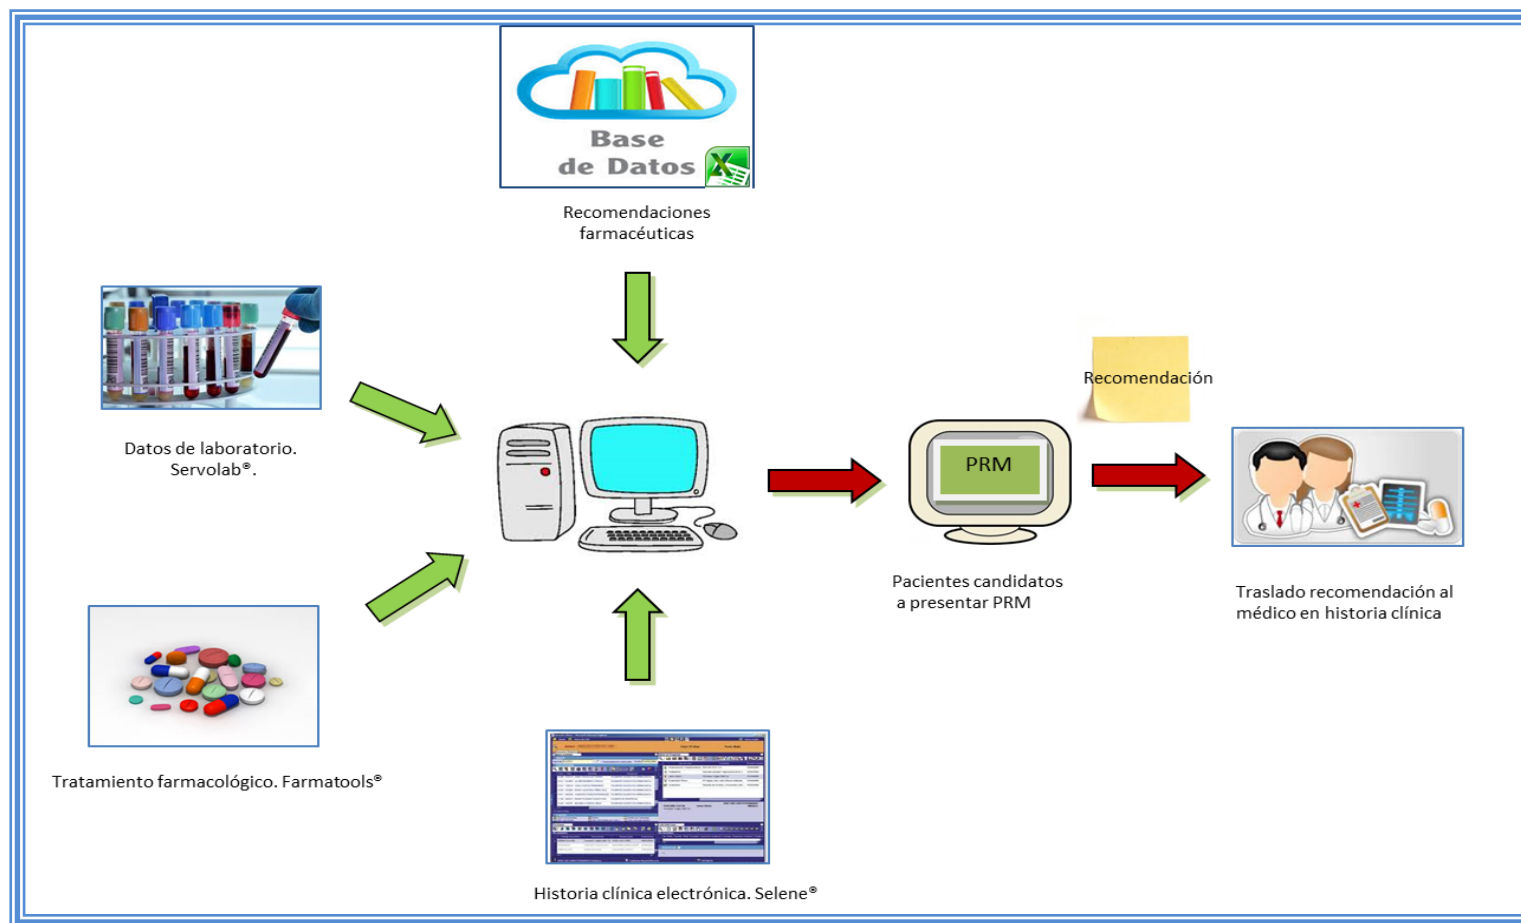 Base
de Datos
Recomendaciones
farmacéuticas
Datos de laboratorio.
Servolab®.
Tratamiento farmacológico. Farmatools®
Historia clínica electrónica. Selene®
PRM
Pacientes candidatos
a presentar PRM
Recomendación
Traslado recomendación al
médico en historia clínica